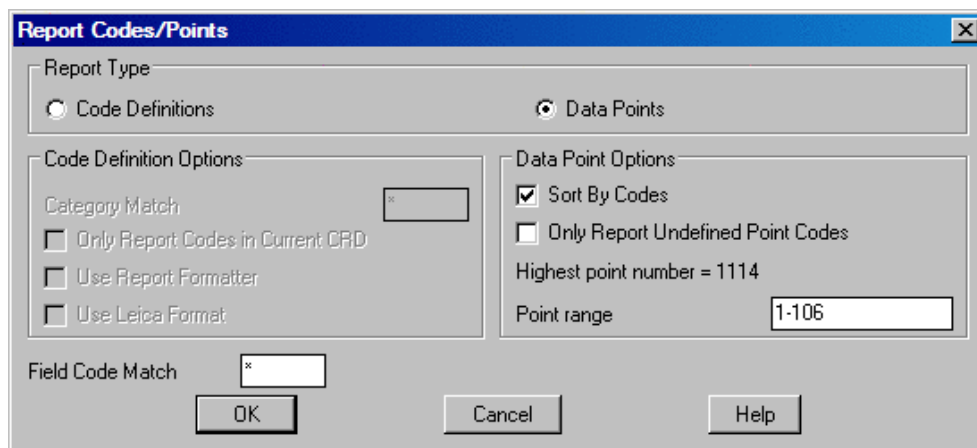 Report Codes/Points
Report Type
Code Definitions
Data Points
Code Definition Options
Category Match
*
Only Report Codes in Current CRD
Use Report Formatter
Use Leica Format
Data Point Options
Sort By Codes
Only Report Undefined Point Codes
Highest point number = 1114
Point range
1-106
Field Code Match
*
OK
Cancel
Help